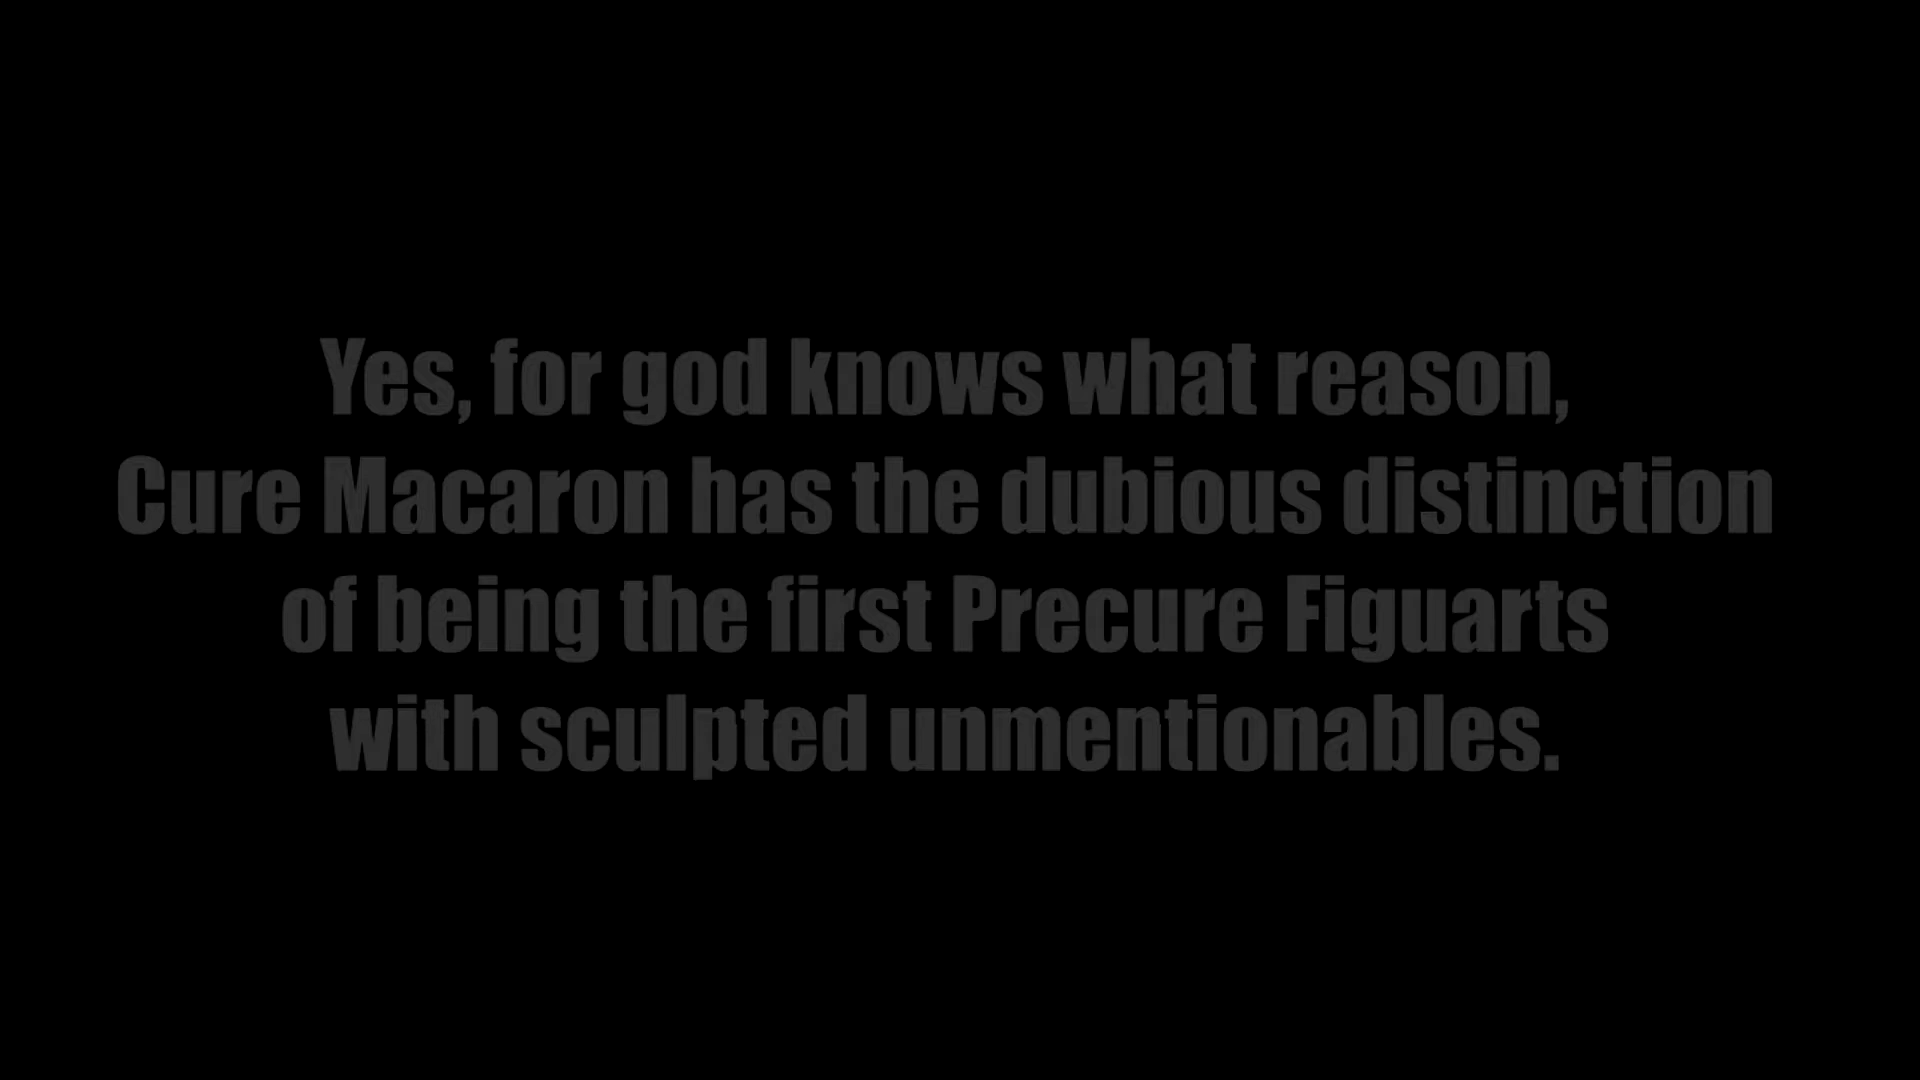 Yes, for god knows what reason,
Cure Macaron has the dubious distinction
of being the first Precure Figuarts
with sculpted unmentionables.